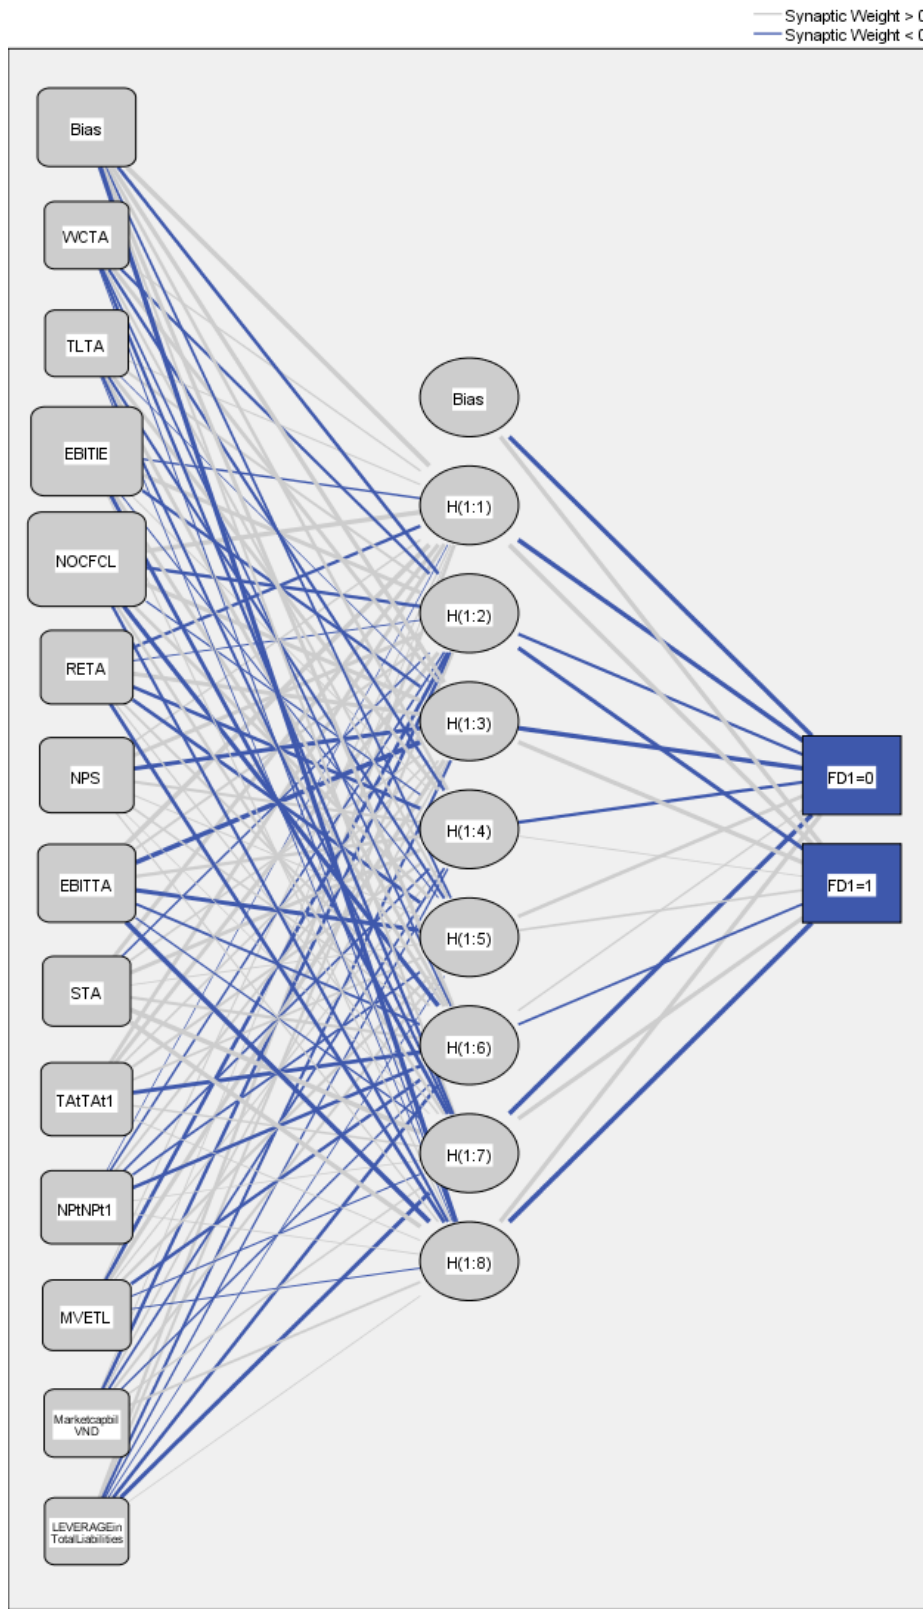 Synaptic Weight > 0
Synaptic Weight < 0
Bias
WCTA
TLTA
EBITIE
NOCFCL
RETA
NPS
EBITTA
STA
TAtTAt1
NPtNPt1
MVETL
Marketcapbil
VND
LEVERAGEin
TotalLiabilities
Bias
H(1:1)
H(1:2)
H(1:3)
H(1:4)
H(1:5)
H(1:6)
H(1:7)
H(1:8)
FD1=0
FD1=1